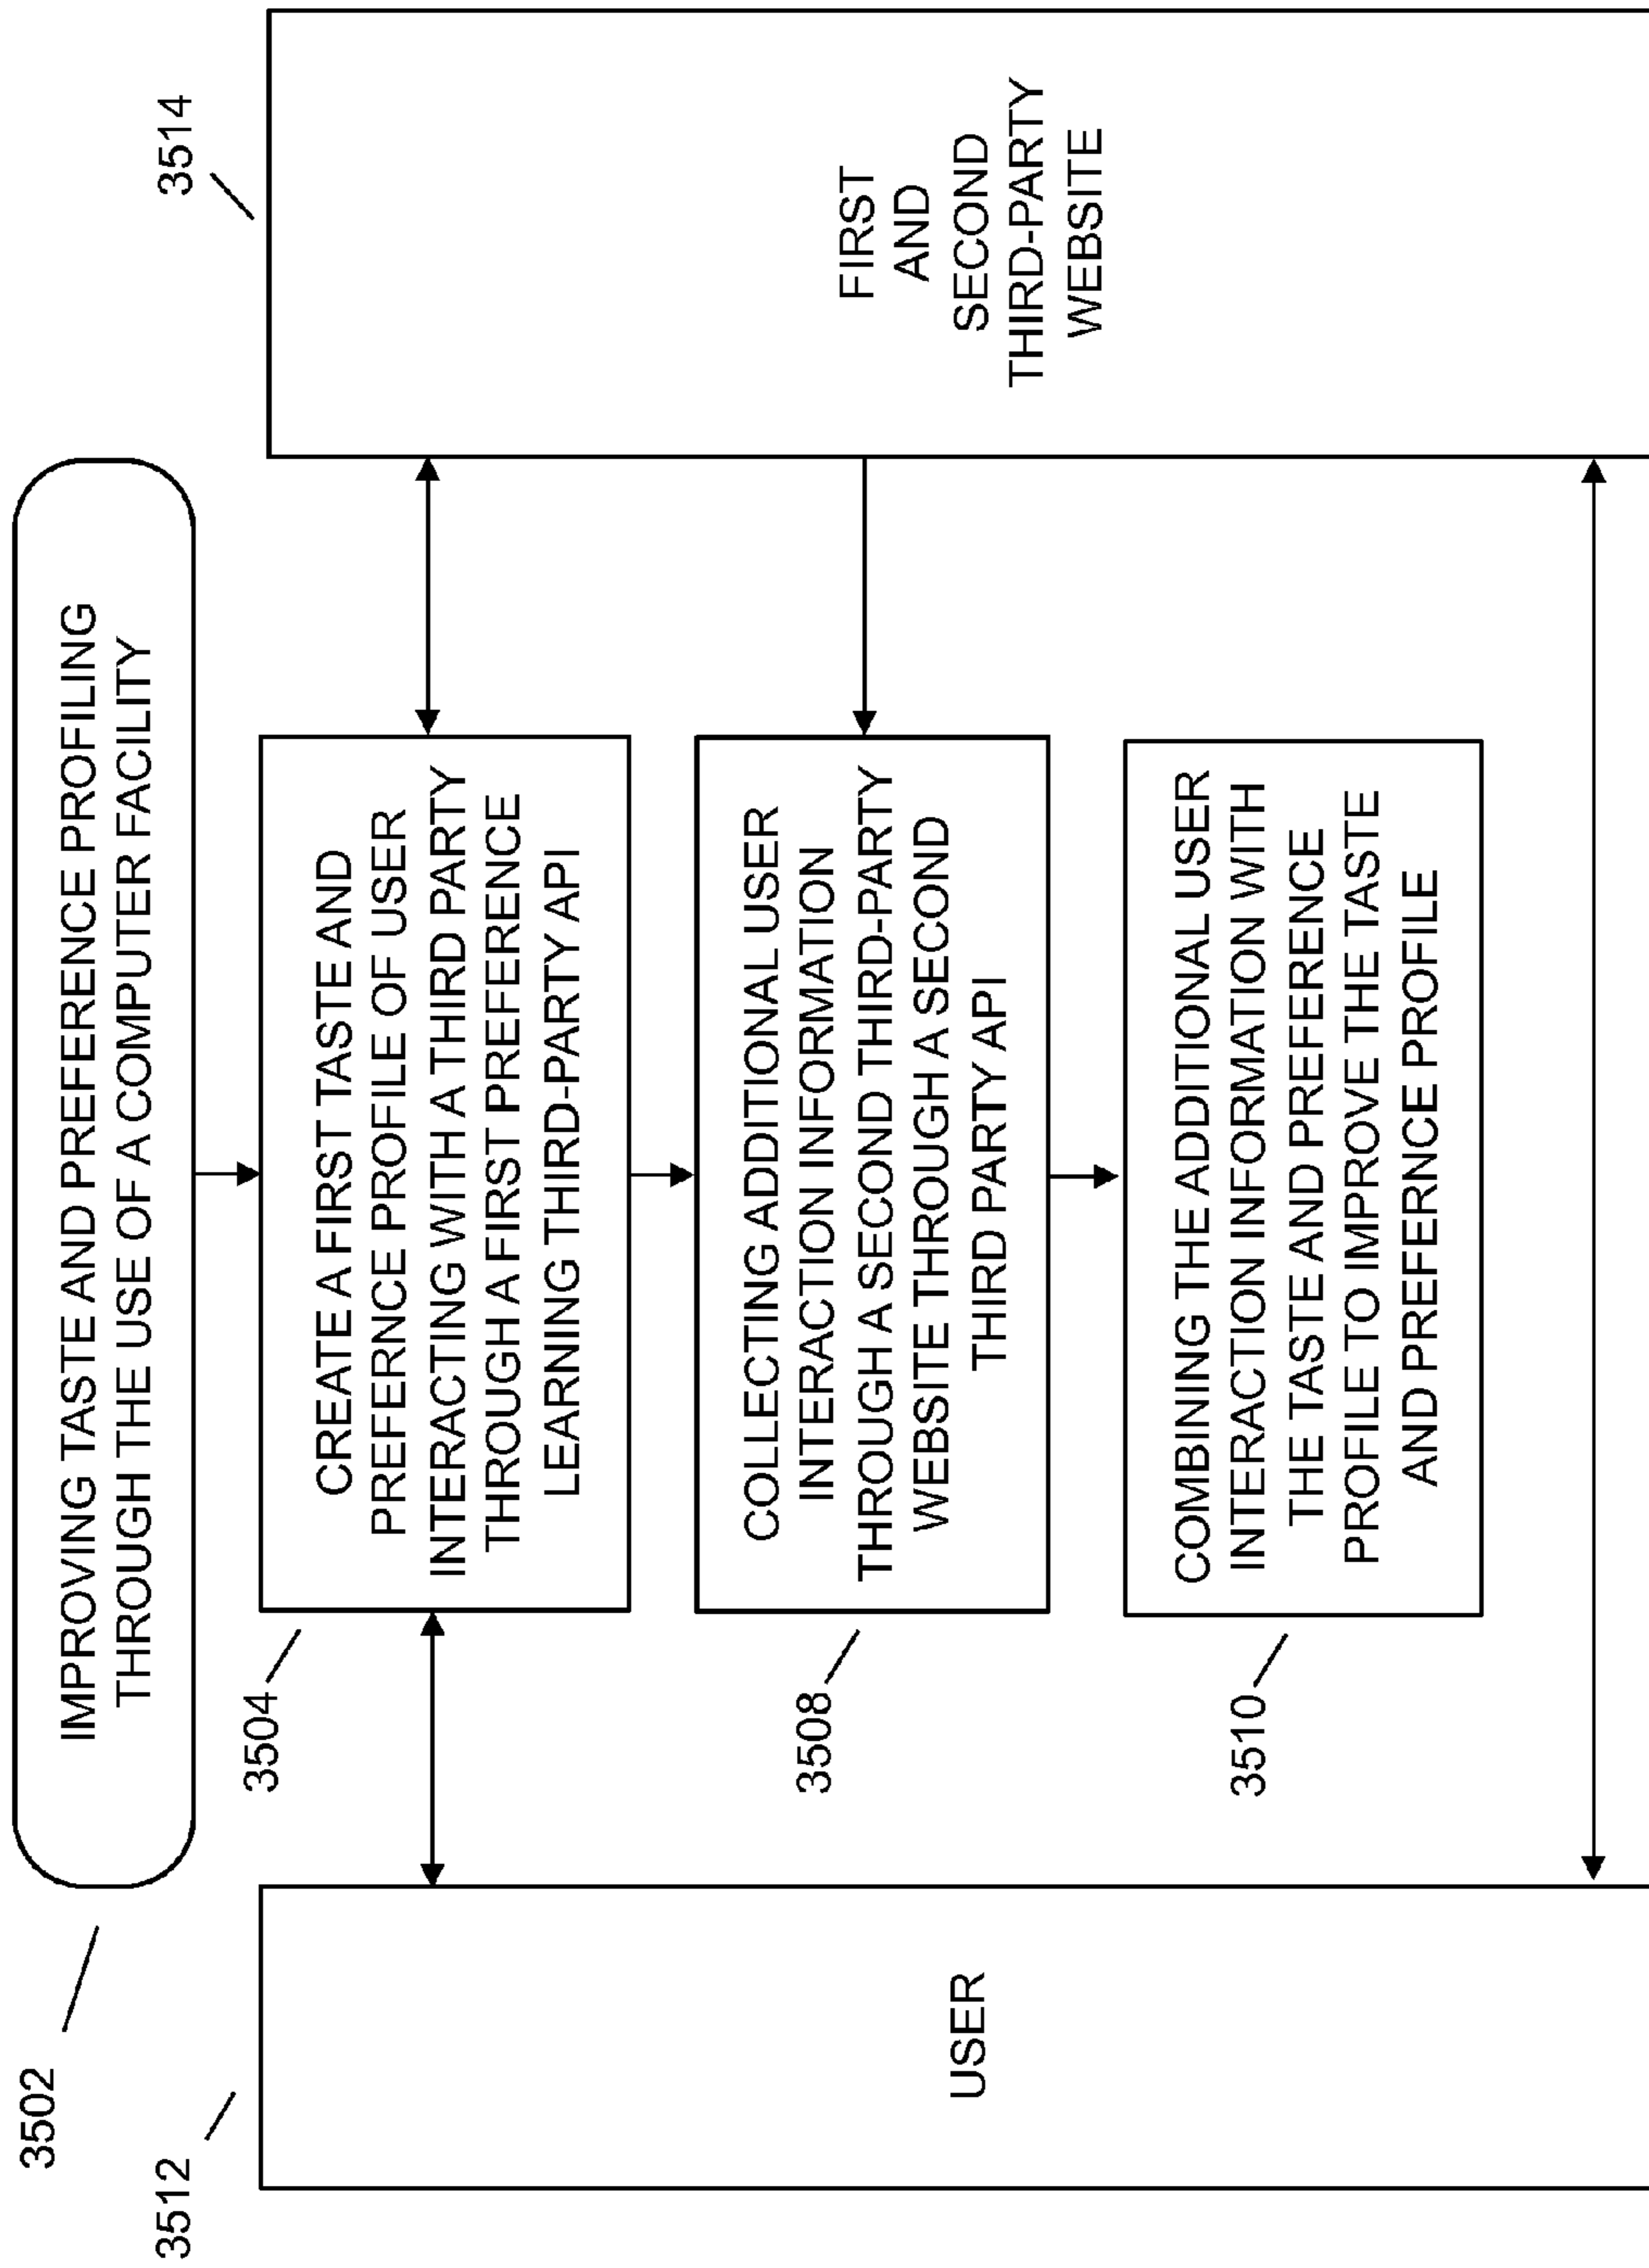 3502
IMPROVING TASTE AND PREFERENCE PROFILING
THROUGH THE USE OF A COMPUTER FACILITY
3512
USER
3504
CREATE A FIRST TASTE AND
PREFERENCE PROFILE OF USER
INTERACTING WITH A THIRD PARTY
THROUGH A FIRST PREFERENCE
LEARNING THIRD-PARTY API
3508
COLLECTING ADDITIONAL USER
INTERACTION INFORMATION
THROUGH A SECOND THIRD-PARTY
WEBSITE THROUGH A SECOND
THIRD PARTY API
3510
COMBINING THE ADDITIONAL USER
INTERACTION INFORMATION WITH
THE TASTE AND PREFERENCE
PROFILE TO IMPROVE THE TASTE
AND PREFERNCE PROFILE
3514
FIRST
AND
SECOND
THIRD-PARTY
WEBSITE